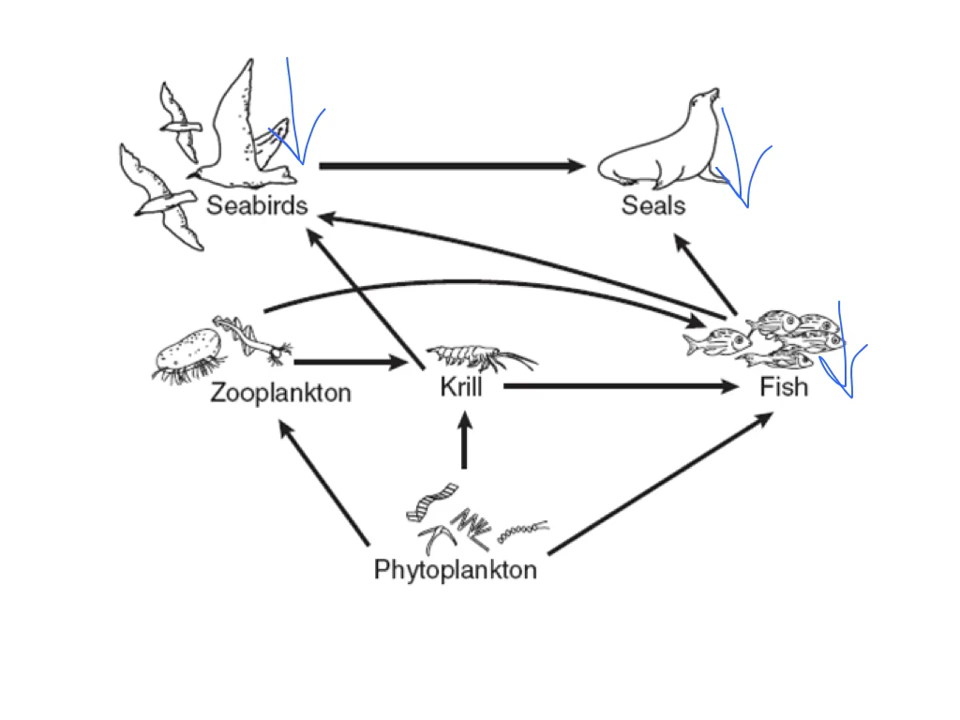 Seabirds
Seals
Zooplankton
Krill
Fish
Phytoplankton